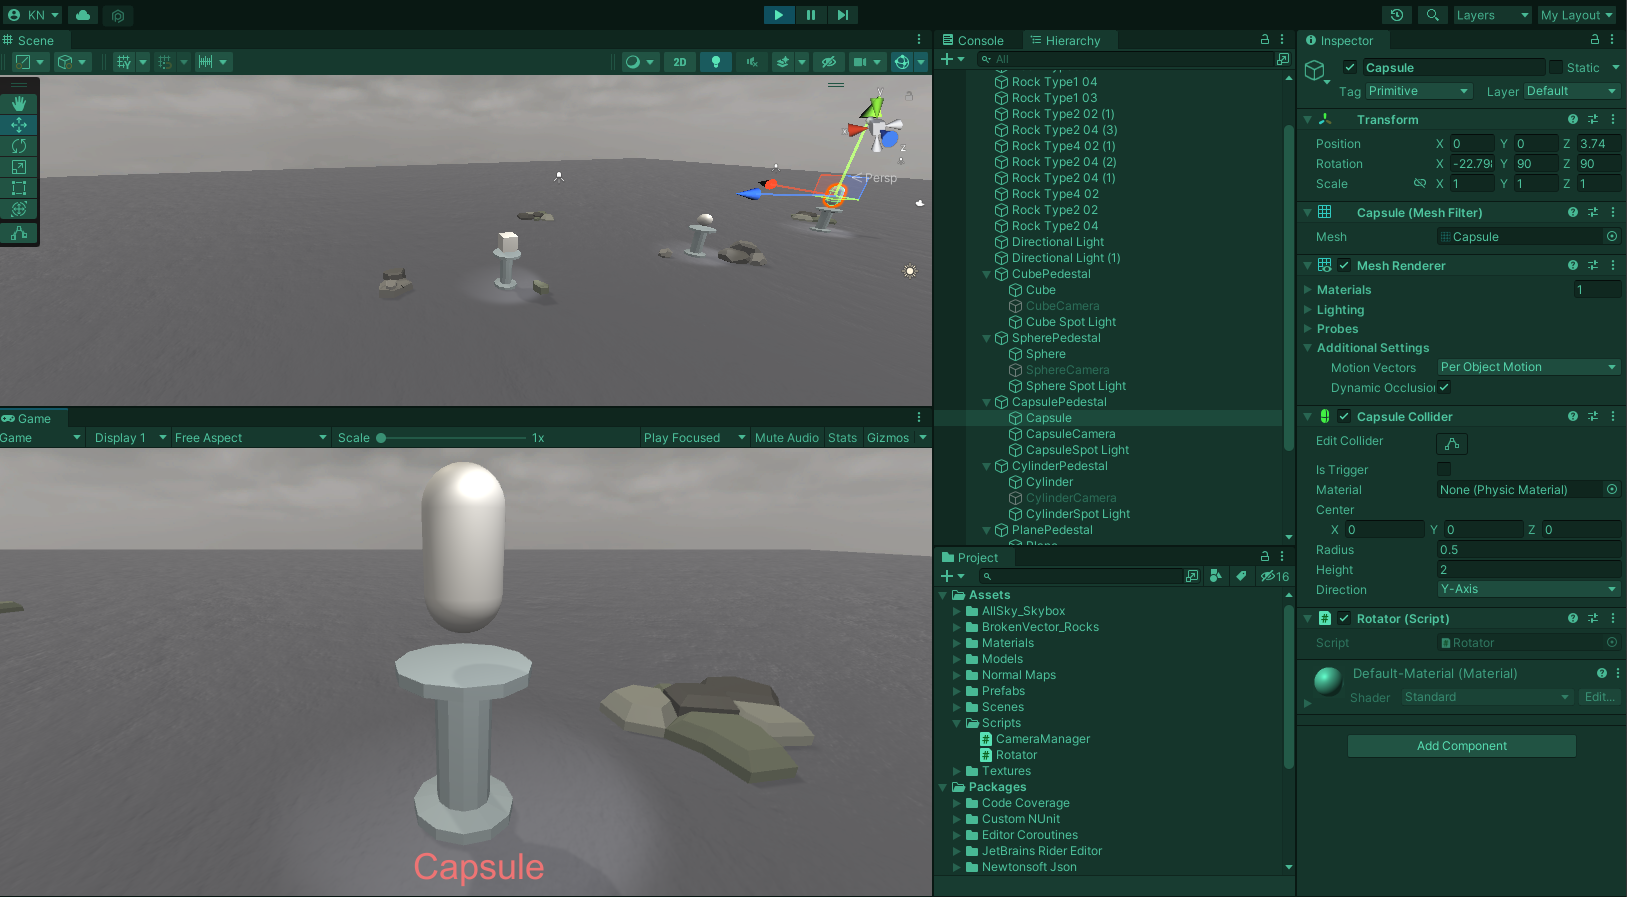 KN
Layers
My Layout
Scene
2D
Y
X
Z
Persp
Game
Game
Display 1
Free Aspect
Scale
1x
Play Focused
Mute Audio
Stats
Gizmos
Capsule
Console
Hierarchy
All
Rock Type1 04
Rock Type1 03
Rock Type2 02 (1)
Rock Type2 04 (3)
Rock Type4 02 (1)
Rock Type2 04 (2)
Rock Type2 04 (1)
Rock Type4 02
Rock Type2 02
Rock Type2 04
Directional Light
Directional Light (1)
CubePedestal
Cube
CubeCamera
Cube Spot Light
SpherePedestal
Sphere
SphereCamera
Sphere Spot Light
CapsulePedestal
Capsule
CapsuleCamera
CapsuleSpot Light
CylinderPedestal
Cylinder
CylinderCamera
CylinderSpot Light
PlanePedestal
Plane
Project
16
Assets
AllSky_Skybox
BrokenVector_Rocks
Materials
Models
Normal Maps
Prefabs
Scenes
Scripts
CameraManager
Rotator
Textures
Packages
Code Coverage
Custom NUnit
Editor Coroutines
JetBrains Rider Editor
Newtonsoft Json
Inspector
Capsule
Static
Tag Primitive Layer Default
Transform
Position X 0 Y 0 Z 3.74
Rotation X -22.798 Y 90 Z 90
Scale X 1 Y 1 Z 1
Capsule (Mesh Filter)
Mesh Capsule
Mesh Renderer
Materials 1
Lighting
Probes
Additional Settings
Motion Vectors Per Object Motion
Dynamic Occlusion
Capsule Collider
Edit Collider
Is Trigger
Material None (Physic Material)
Center
X 0 Y 0 Z 0
Radius 0.5
Height 2
Direction Y-Axis
Rotator (Script)
Script Rotator
Default-Material (Material)
Shader Standard Edit...
Add Component